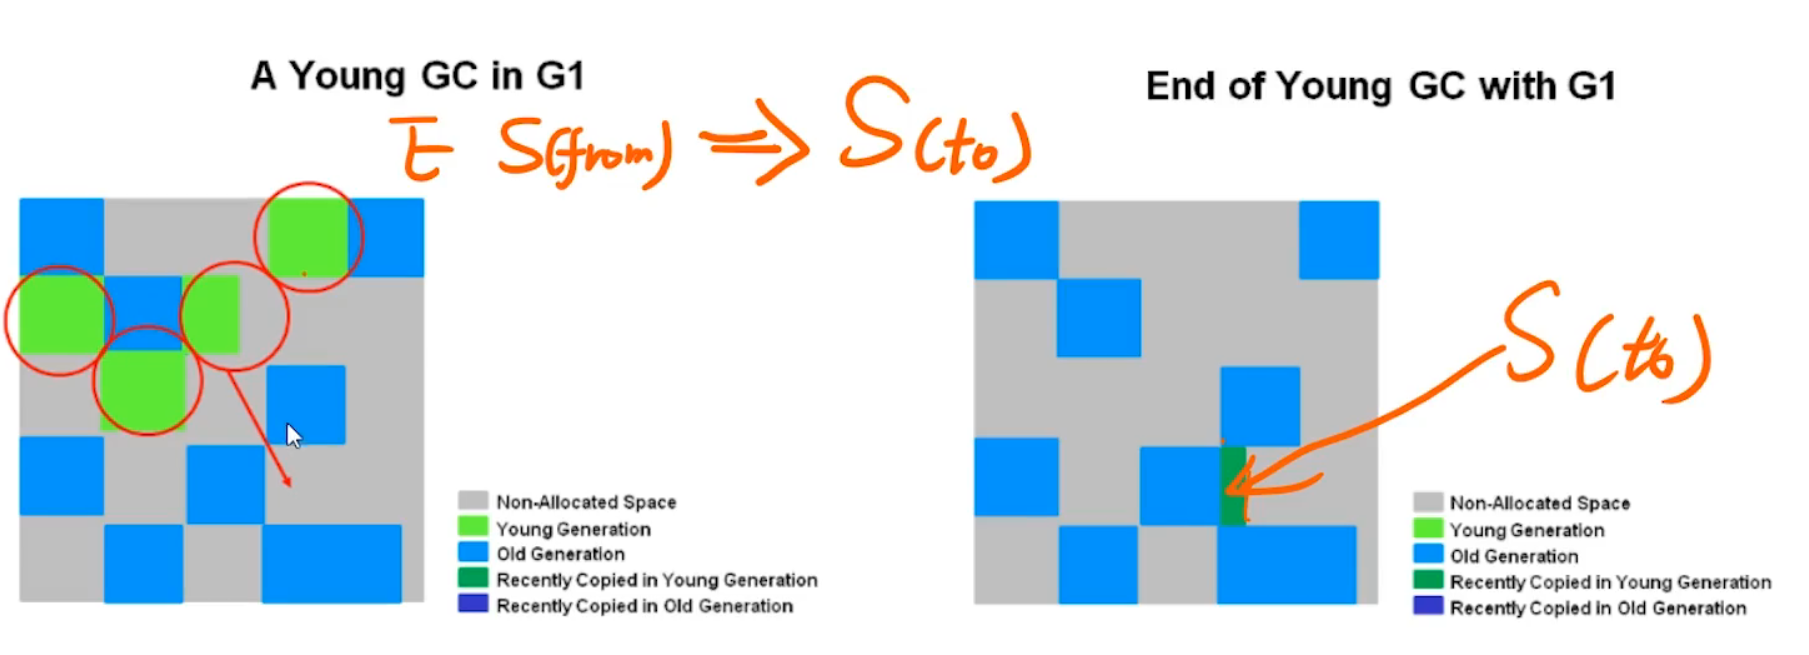 A Young GC in G1
E S(from) ⇒ S(to)
Non-Allocated Space
Young Generation
Old Generation
Recently Copied in Young Generation
Recently Copied in Old Generation
End of Young GC with G1
S(to)
Non-Allocated Space
Young Generation
Old Generation
Recently Copied in Young Generation
Recently Copied in Old Generation